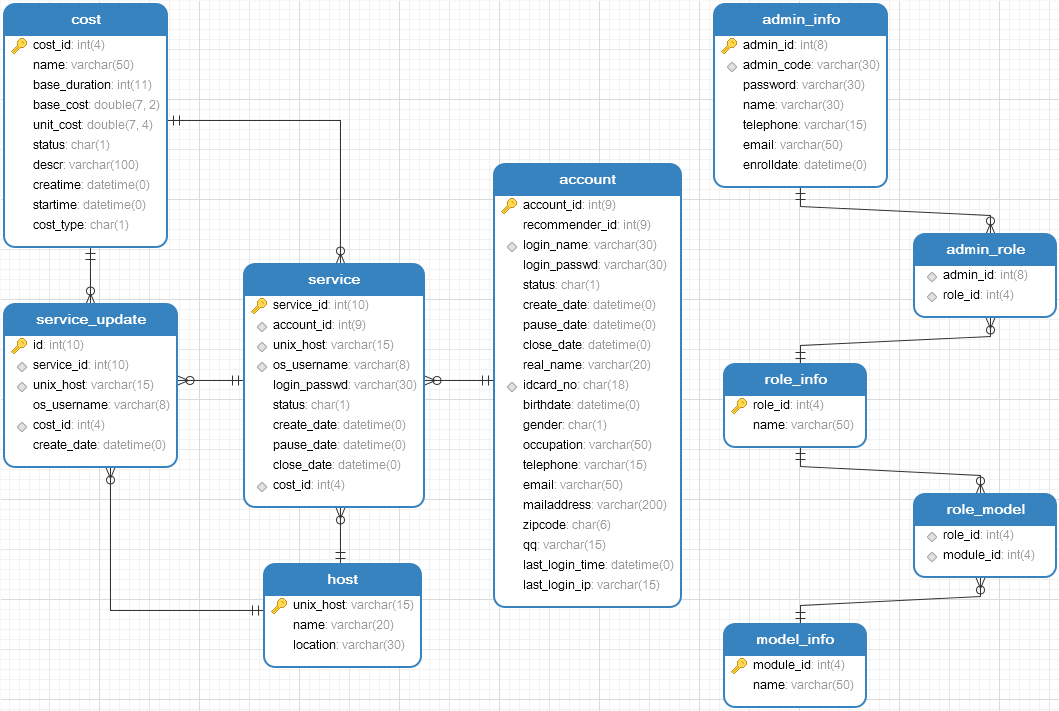 cost
cost_id: int(4)
name: varchar(50)
base_duration: int(11)
base_cost: double(7, 2)
unit_cost: double(7, 4)
status: char(1)
descr: varchar(100)
creatime: datetime(0)
startime: datetime(0)
cost_type: char(1)
service_update
id: int(10)
service_id: int(10)
unix_host: varchar(15)
os_username: varchar(8)
cost_id: int(4)
create_date: datetime(0)
service
service_id: int(10)
account_id: int(9)
unix_host: varchar(15)
os_username: varchar(8)
login_passwd: varchar(30)
status: char(1)
create_date: datetime(0)
pause_date: datetime(0)
close_date: datetime(0)
cost_id: int(4)
host
unix_host: varchar(15)
name: varchar(20)
location: varchar(30)
account
account_id: int(9)
recommender_id: int(9)
login_name: varchar(30)
login_passwd: varchar(30)
status: char(1)
create_date: datetime(0)
pause_date: datetime(0)
close_date: datetime(0)
real_name: varchar(20)
idcard_no: char(18)
birthdate: datetime(0)
gender: char(1)
occupation: varchar(50)
telephone: varchar(15)
email: varchar(50)
mailaddress: varchar(200)
zipcode: char(6)
qq: varchar(15)
last_login_time: datetime(0)
last_login_ip: varchar(15)
admin_info
admin_id: int(8)
admin_code: varchar(30)
password: varchar(30)
name: varchar(30)
telephone: varchar(15)
email: varchar(50)
enrolldate: datetime(0)
admin_role
admin_id: int(8)
role_id: int(4)
role_info
role_id: int(4)
name: varchar(50)
role_model
role_id: int(4)
module_id: int(4)
model_info
module_id: int(4)
name: varchar(50)